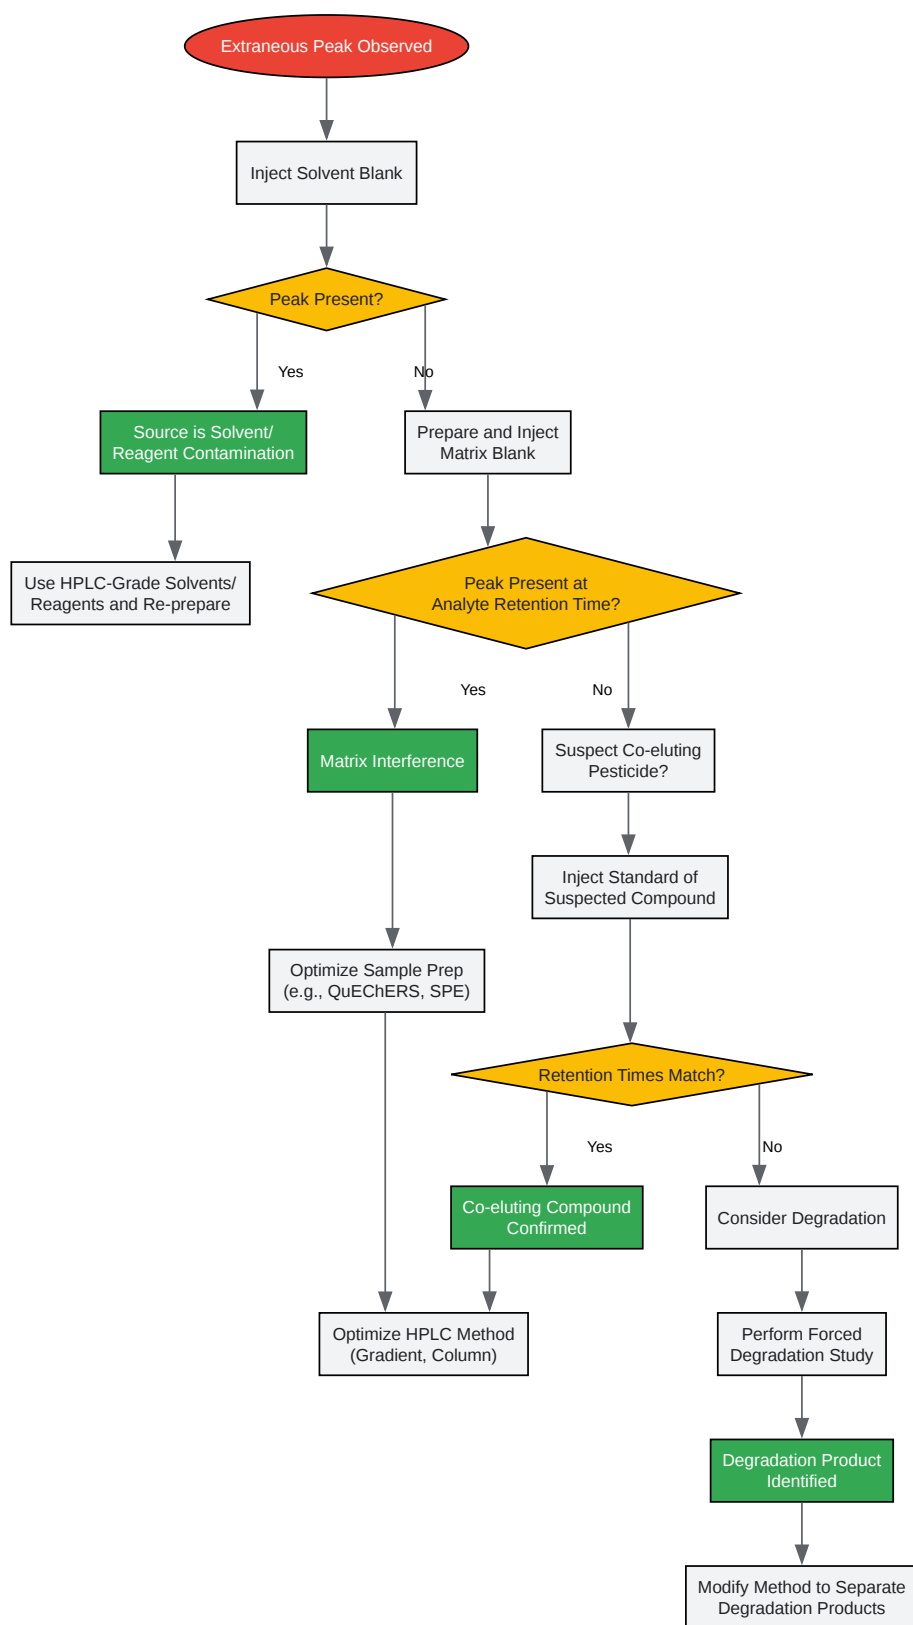 Extraneous Peak Observed
Inject Solvent Blank
Peak Present?
Yes
No
Source is Solvent/
Reagent Contamination
Prepare and Inject
Matrix Blank
Use HPLC-Grade Solvents/
Reagents and Re-prepare
Peak Present at
Analyte Retention Time?
Yes
No
Matrix Interference
Suspect Co-eluting
Pesticide?
Inject Standard of
Suspected Compound
Optimize Sample Prep
(e.g., QuEChERS, SPE)
Retention Times Match?
Yes
No
Co-eluting Compound
Confirmed
Consider Degradation
Optimize HPLC Method
(Gradient, Column)
Perform Forced
Degradation Study
Degradation Product
Identified
Modify Method to Separate
Degradation Products